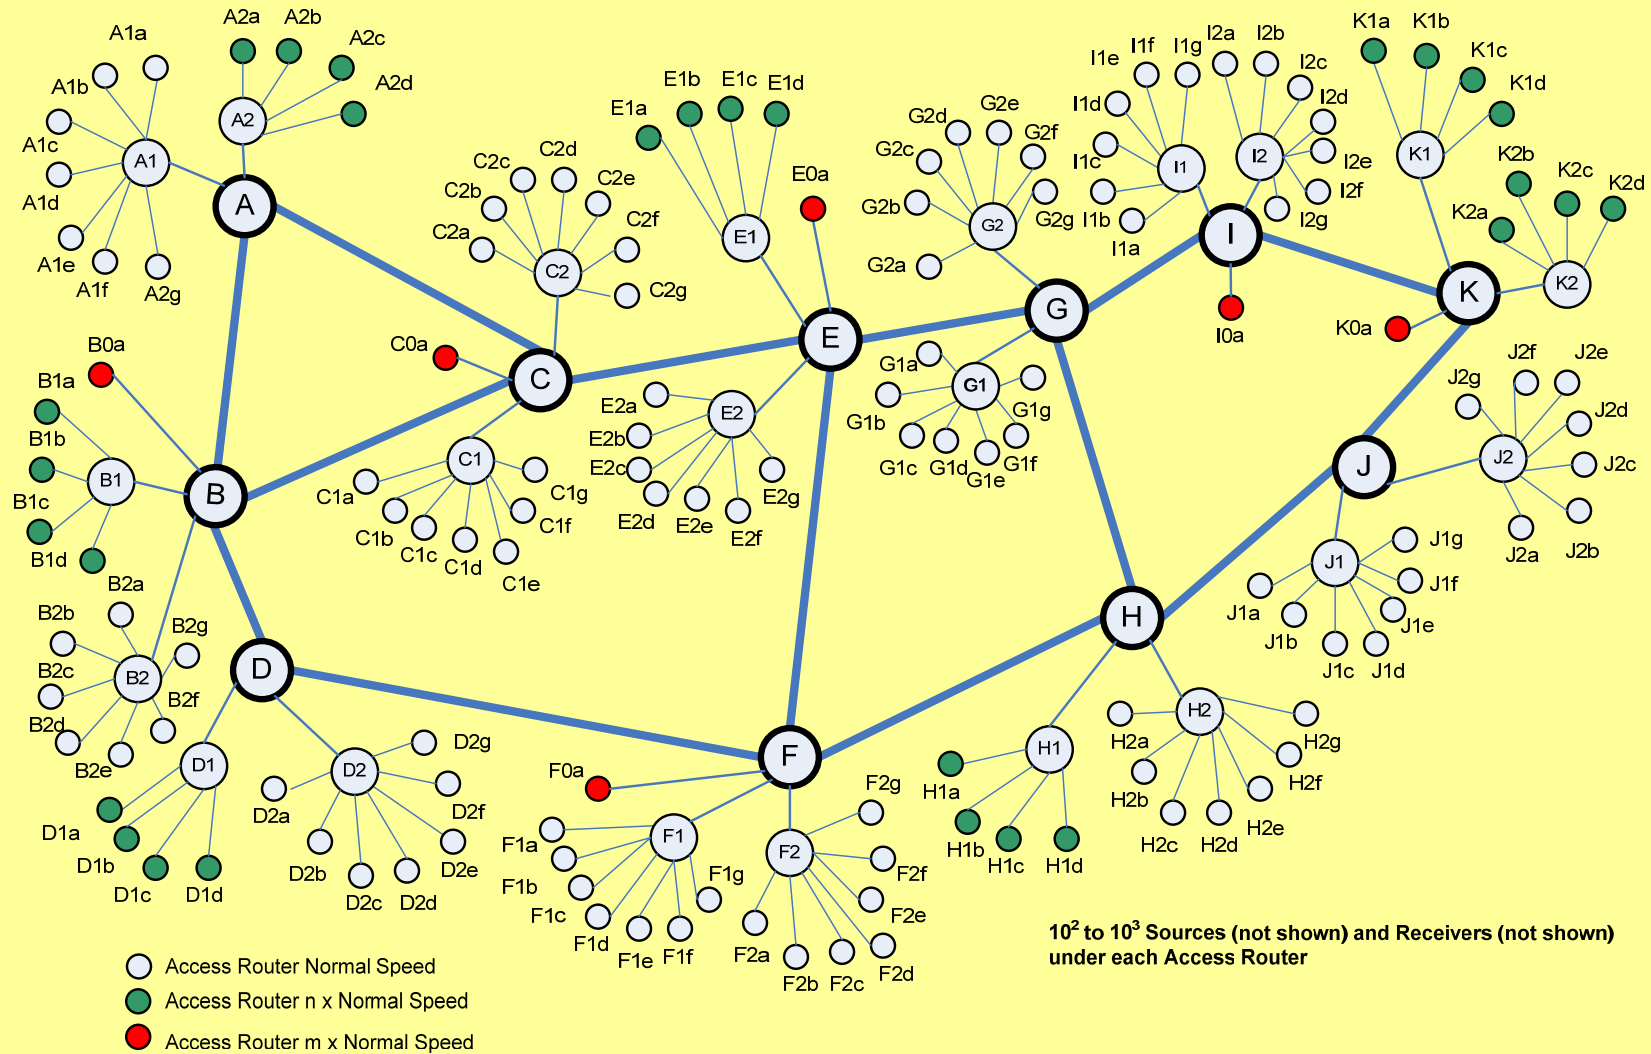 A1a
A1b
A1c
A1d
A1e
A1f
A2g
A1
A2a
A2b
A2c
A2d
A2
A
B0a
B1a
B1b
B1c
B1d
B1
B
B2a
B2b
B2c
B2d
B2e
B2f
B2g
B2
C0a
C
C2a
C2b
C2c
C2d
C2e
C2f
C2g
C2
C1
C1a
C1b
C1c
C1d
C1e
C1f
C1g
D
D1
D1a
D1b
D1c
D1d
D2
D2a
D2b
D2c
D2d
D2e
D2f
D2g
E1a
E1b
E1c
E1d
E1
E0a
E
E2
E2a
E2b
E2c
E2d
E2e
E2f
E2g
F0a
F
F1
F1a
F1b
F1c
F1d
F1e
F1f
F1g
F2
F2a
F2b
F2c
F2d
F2e
F2f
F2g
G2a
G2b
G2c
G2d
G2e
G2f
G2g
G2
G
G1
G1a
G1b
G1c
G1d
G1e
G1f
G1g
H
H1
H1a
H1b
H1c
H1d
H2
H2a
H2b
H2c
H2d
H2e
H2f
H2g
I1a
I1b
I1c
I1d
I1e
I1f
I1g
I1
I2a
I2b
I2c
I2d
I2e
I2f
I2g
I2
I
I0a
J
J1
J1a
J1b
J1c
J1d
J1e
J1f
J1g
J2
J2a
J2b
J2c
J2d
J2e
J2f
J2g
K1a
K1b
K1c
K1d
K1
K2a
K2b
K2c
K2d
K2
K
K0a
10² to 10³ Sources (not shown) and Receivers (not shown)
under each Access Router
Access Router Normal Speed
Access Router n x Normal Speed
Access Router m x Normal Speed